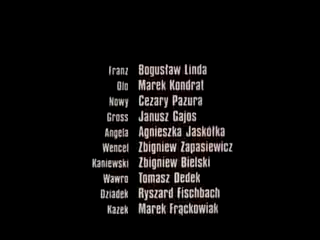 Franz Bogusław Linda
Olo Marek Kondrat
Nowy Cezary Pazura
Gross Janusz Gajos
Angela Agnieszka Jaskółka
Wencel Zbigniew Zapasiewicz
Kaniewski Zbigniew Bielski
Wawro Tomasz Dedek
Dziadek Ryszard Fischbach
Kazek Marek Frąckowiak